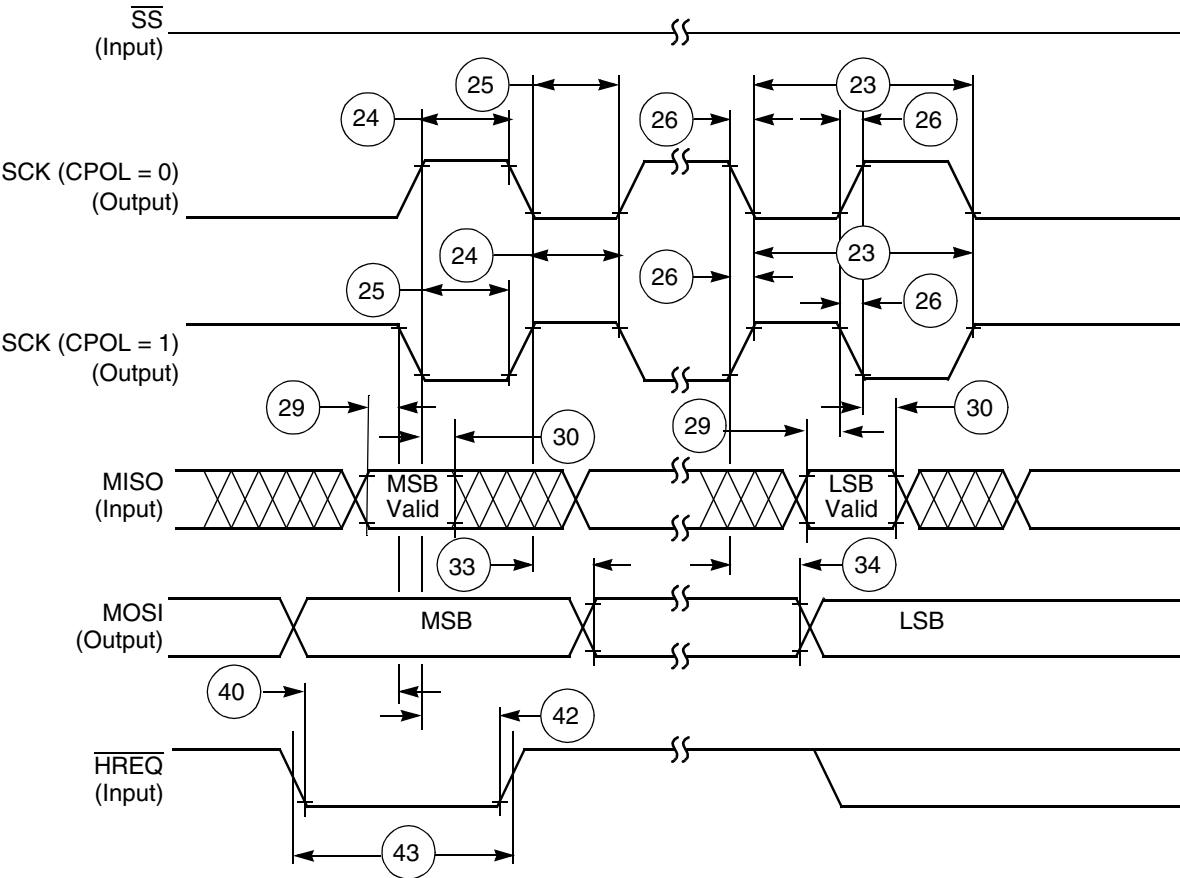 SS
(Input)
25
23
24
26
26
SCK (CPOL = 0)
(Output)
24
23
26
25
26
SCK (CPOL = 1)
(Output)
29
30
29
30
MISO
(Input)
MSB
Valid
LSB
Valid
33
34
MOSI
(Output)
MSB
LSB
40
42
HREQ
(Input)
43